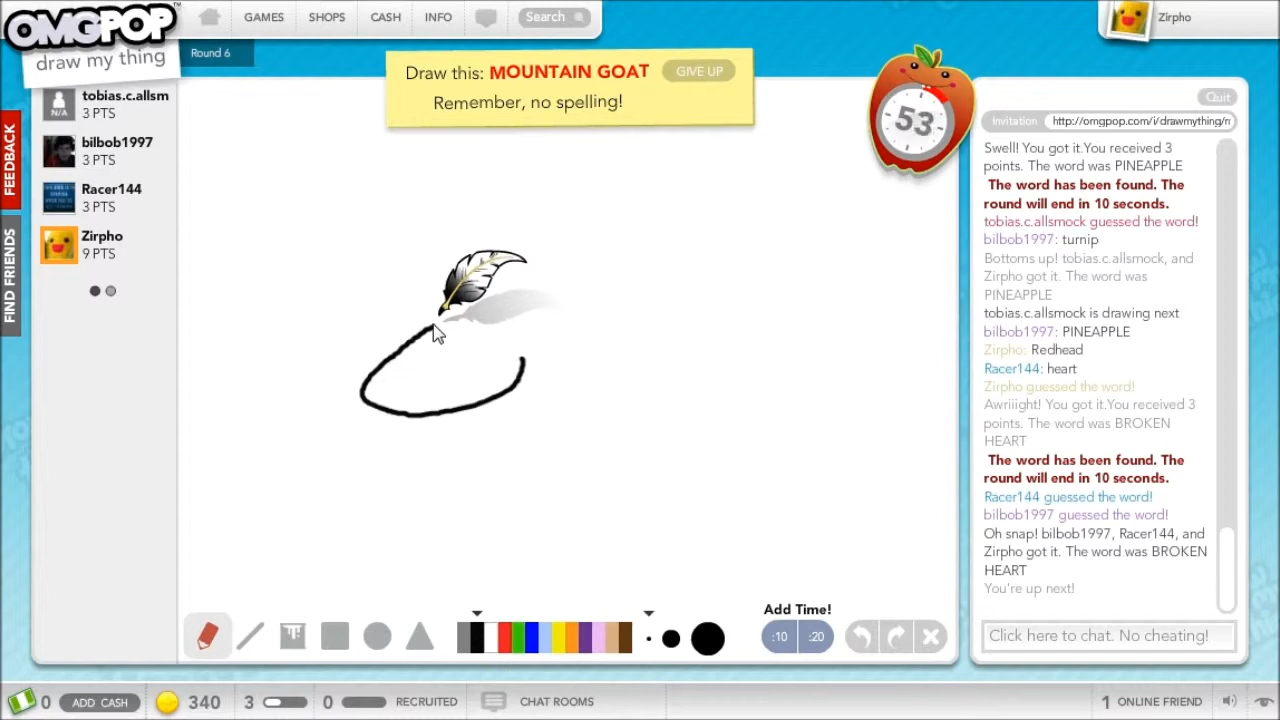 OMGPOP™
GAMES
SHOPS
CASH
INFO
Search
Zirpho
draw my thing
Round 6
Draw this: MOUNTAIN GOAT
GIVE UP
Remember, no spelling!
53
FEEDBACK
FIND FRIENDS
N/A
tobias.c.allsm
3 PTS
bilbob1997
3 PTS
Racer144
3 PTS
Zirpho
9 PTS
Quit
Invitation
http://omgpop.com/i/drawmything/n
Swell! You got it.You received 3
points. The word was PINEAPPLE
The word has been found. The
round will end in 10 seconds.
tobias.c.allsmock guessed the word!
bilbob1997: turnip
Bottoms up! tobias.c.allsmock, and
Zirpho got it. The word was
PINEAPPLE
tobias.c.allsmock is drawing next
bilbob1997: PINEAPPLE
Zirpho: Redhead
Racer144: heart
Zirpho guessed the word!
Awriiight! You got it.You received 3
points. The word was BROKEN
HEART
The word has been found. The
round will end in 10 seconds.
Racer144 guessed the word!
bilbob1997 guessed the word!
Oh snap! bilbob1997, Racer144, and
Zirpho got it. The word was BROKEN
HEART
You're up next!
Click here to chat. No cheating!
Add Time!
:10
:20
0
ADD CASH
340
3
0
RECRUITED
CHAT ROOMS
1 ONLINE FRIEND